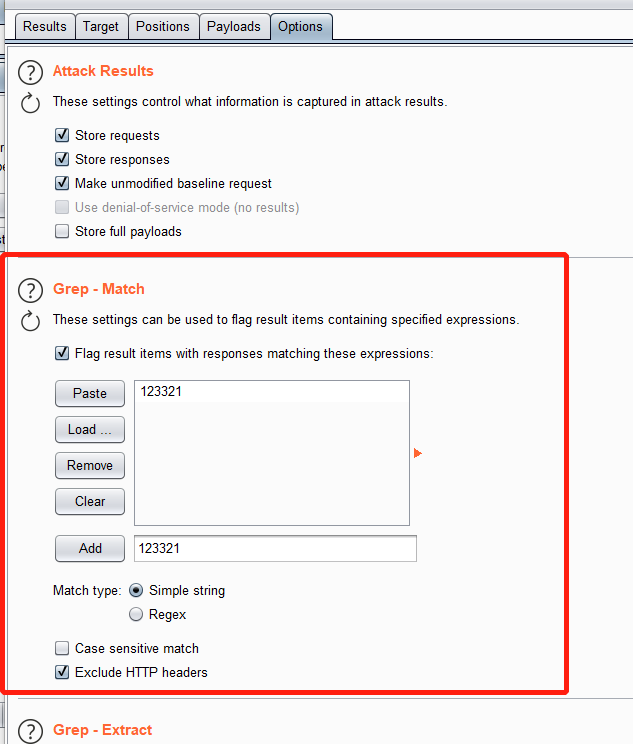 Results Target Positions Payloads Options
? Attack Results
These settings control what information is captured in attack results.
Store requests
Store responses
Make unmodified baseline request
Use denial-of-service mode (no results)
Store full payloads
? Grep - Match
These settings can be used to flag result items containing specified expressions.
Flag result items with responses matching these expressions:
Paste 123321
Load ...
Remove
Clear
Add 123321
Match type: Simple string
Regex
Case sensitive match
Exclude HTTP headers
? Grep - Extract